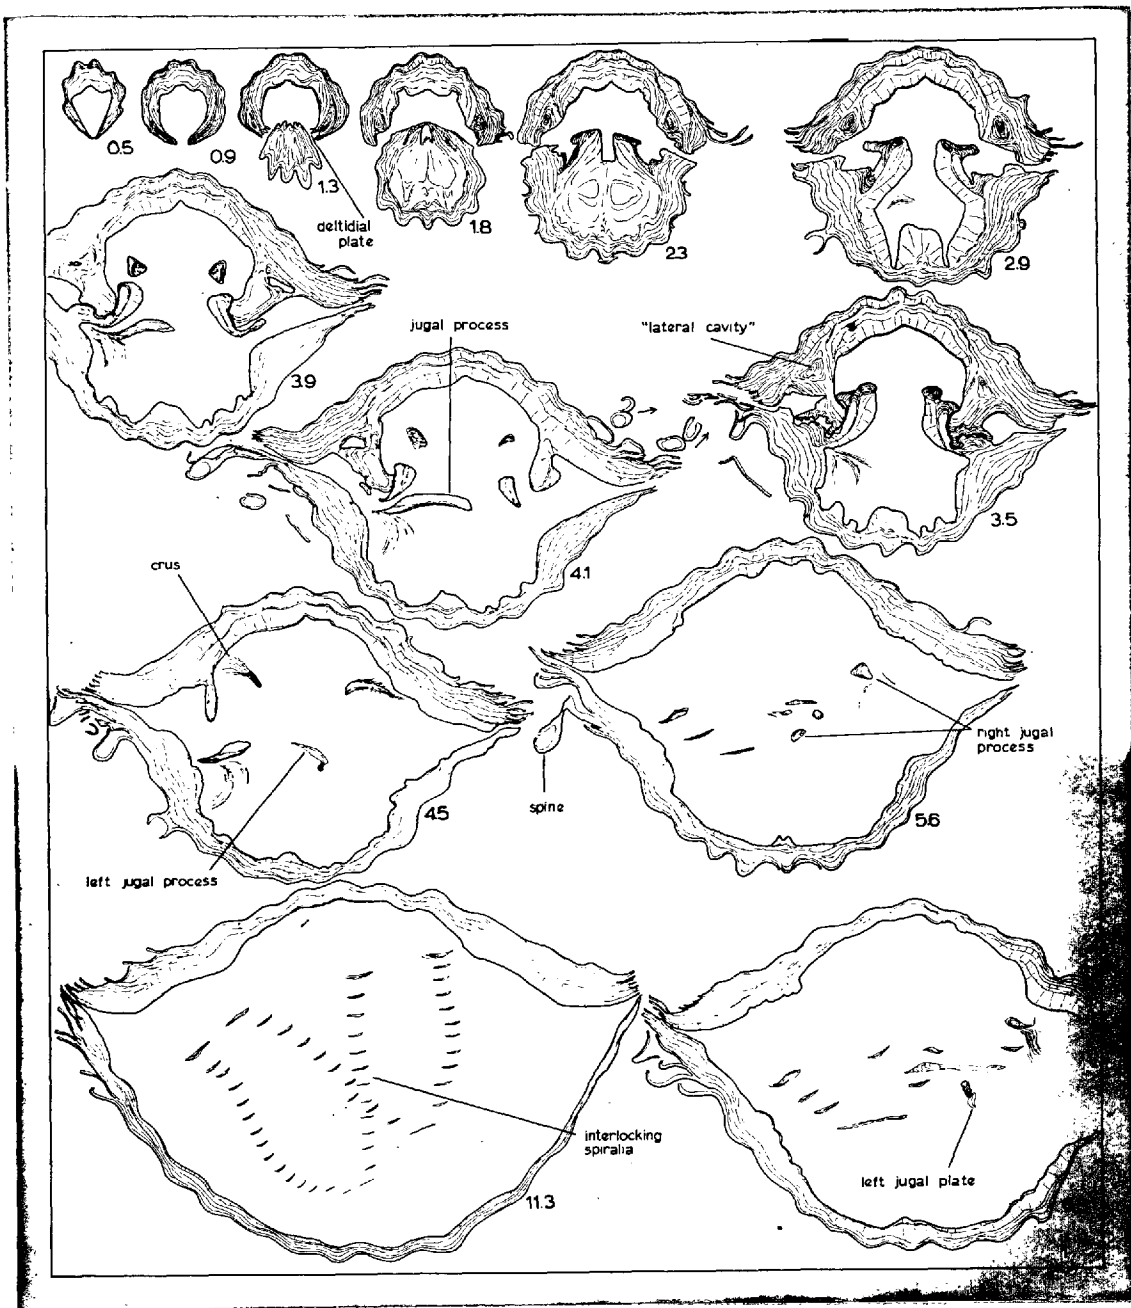 0.5
0.9
1.3
deltidial
plate
1.8
2.3
2.9
3.9
jugal process
"lateral cavity"
3.5
4.1
crus
4.5
left jugal process
spine
right jugal
process
5.6
interlocking
spiralia
11.3
left jugal plate